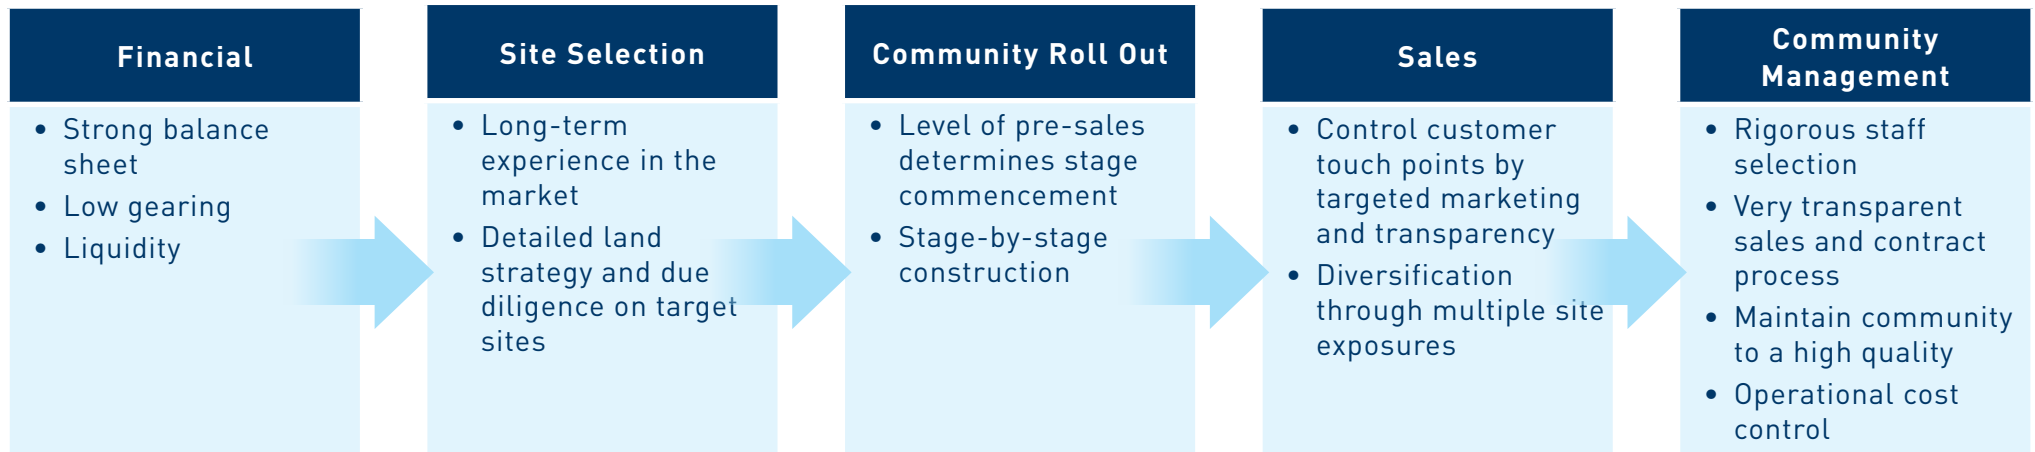 Financial
• Strong balance
sheet
• Low gearing
• Liquidity
Site Selection
• Long-term
experience in the
market
• Detailed land
strategy and due
diligence on target
sites
Community Roll Out
• Level of pre-sales
determines stage
commencement
• Stage-by-stage
construction
Sales
• Control customer
touch points by
targeted marketing
and transparency
• Diversification
through multiple site
exposures
Community
Management
• Rigorous staff
selection
• Very transparent
sales and contract
process
• Maintain community
to a high quality
• Operational cost
control